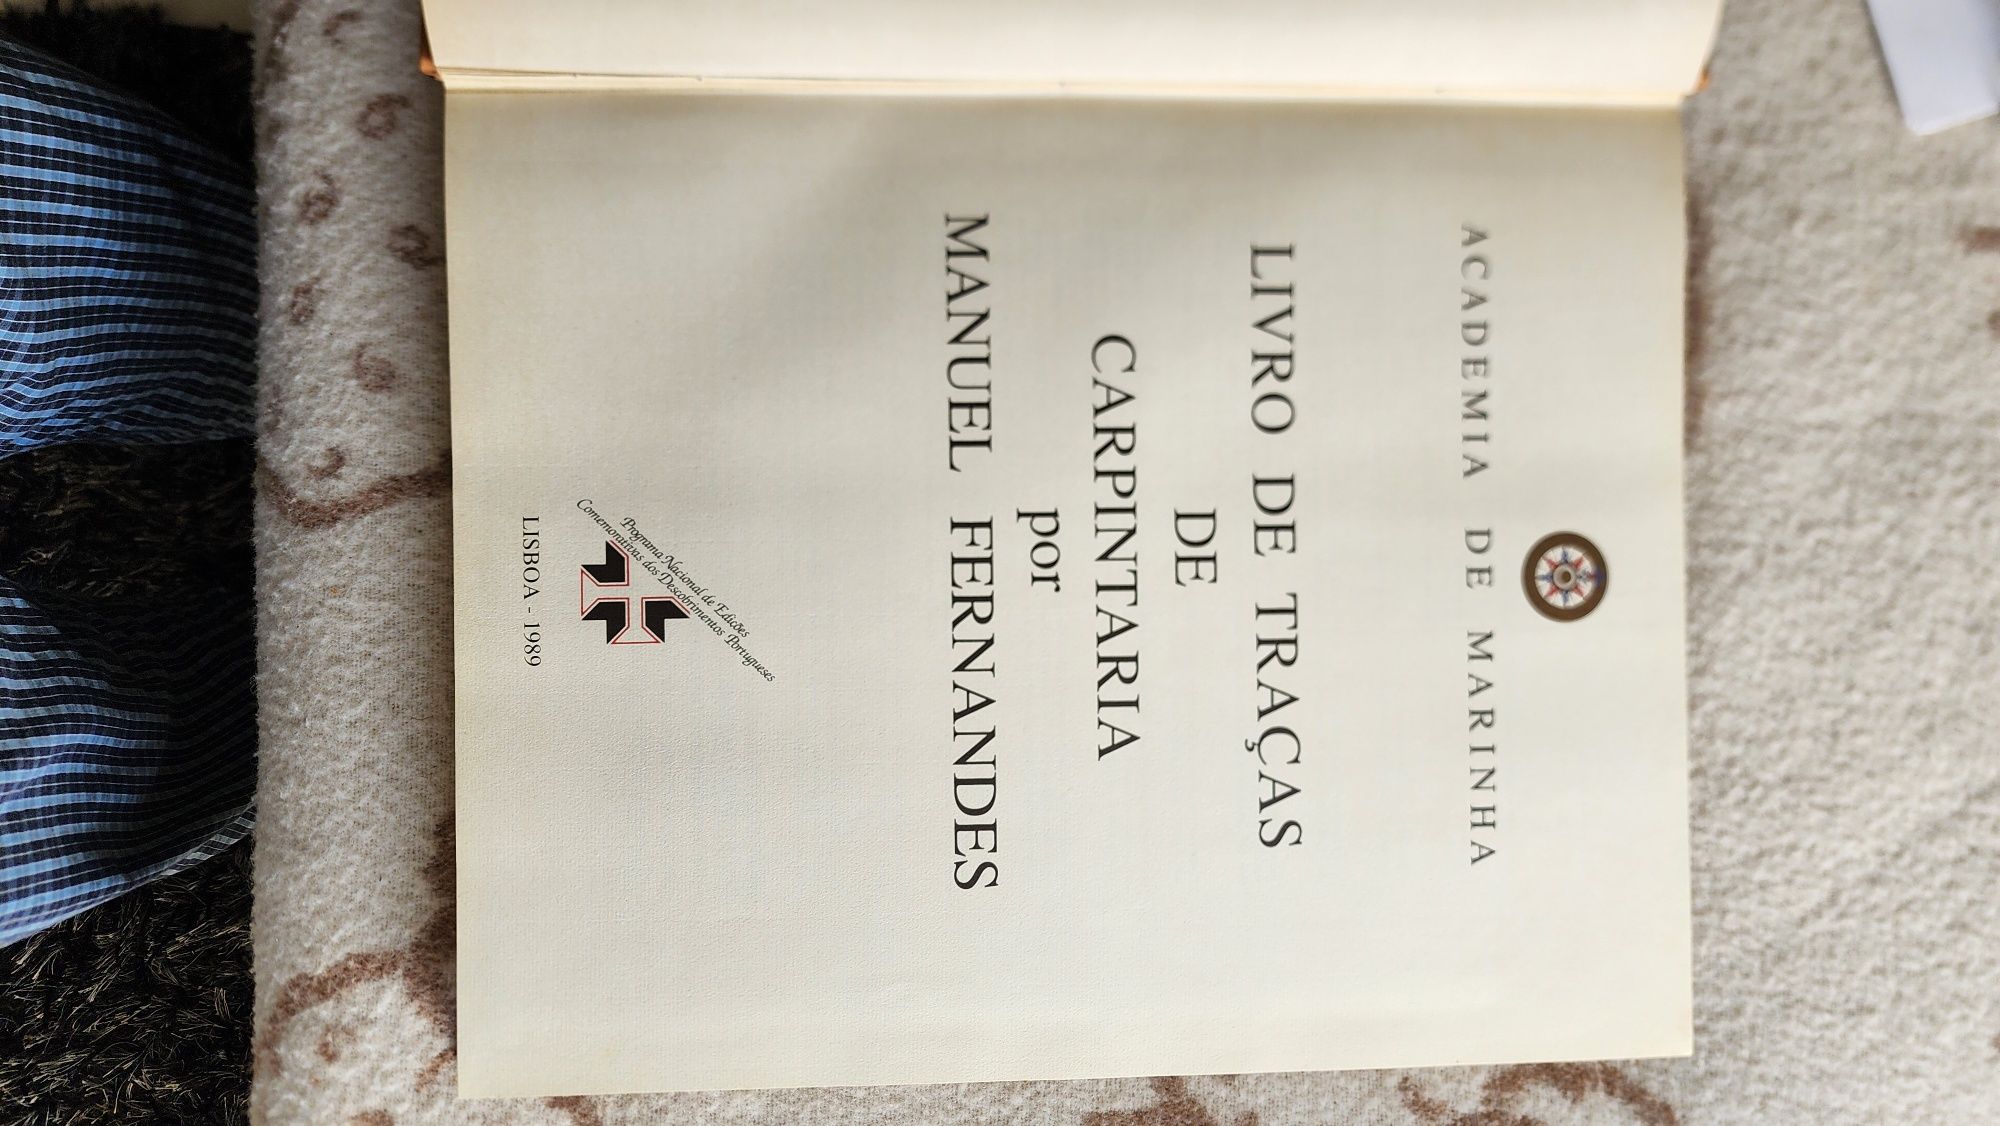 ACADEMIA DE MARINHA
LIVRO DE TRAÇAS
DE
CARPINTARIA
por
MANUEL FERNANDES
Programa Nacional de Edições
Comemorativas dos Descobrimentos Portugueses
LISBOA - 1989